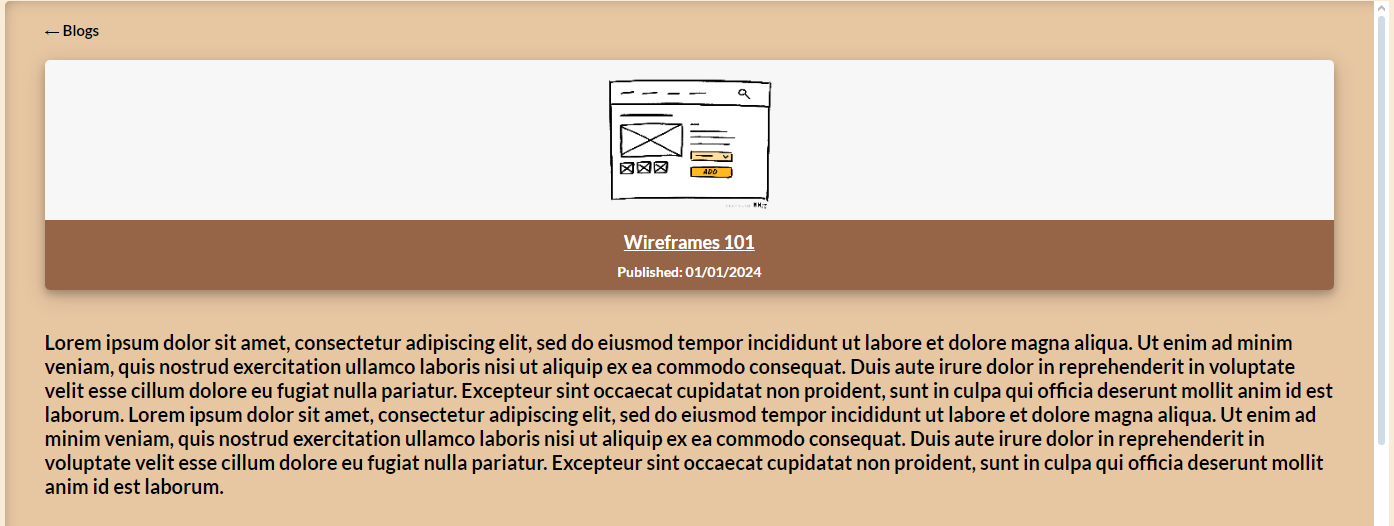 ← Blogs
ADD
Wireframes 101
Published: 01/01/2024
Lorem ipsum dolor sit amet, consectetur adipiscing elit, sed do eiusmod tempor incididunt ut labore et dolore magna aliqua. Ut enim ad minim
veniam, quis nostrud exercitation ullamco laboris nisi ut aliquip ex ea commodo consequat. Duis aute irure dolor in reprehenderit in voluptate
velit esse cillum dolore eu fugiat nulla pariatur. Excepteur sint occaecat cupidatat non proident, sunt in culpa qui officia deserunt mollit anim id est
laborum. Lorem ipsum dolor sit amet, consectetur adipiscing elit, sed do eiusmod tempor incididunt ut labore et dolore magna aliqua. Ut enim ad
minim veniam, quis nostrud exercitation ullamco laboris nisi ut aliquip ex ea commodo consequat. Duis aute irure dolor in reprehenderit in
voluptate velit esse cillum dolore eu fugiat nulla pariatur. Excepteur sint occaecat cupidatat non proident, sunt in culpa qui officia deserunt mollit
anim id est laborum.